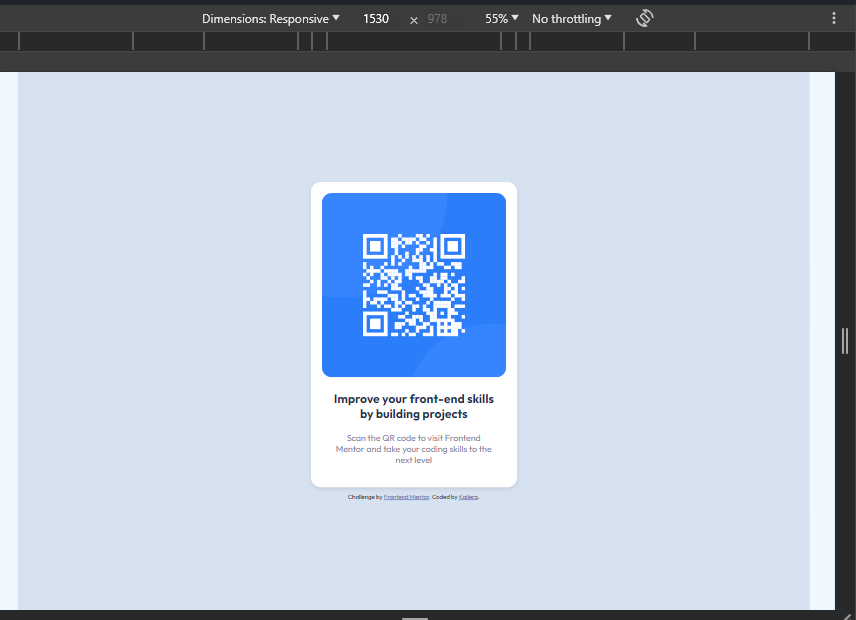 Dimensions: Responsive 1530 × 978 55% No throttling
Improve your front-end skills
by building projects
Scan the QR code to visit Frontend
Mentor and take your coding skills to the
next level
Challenge by Frontend Mentor. Coded by